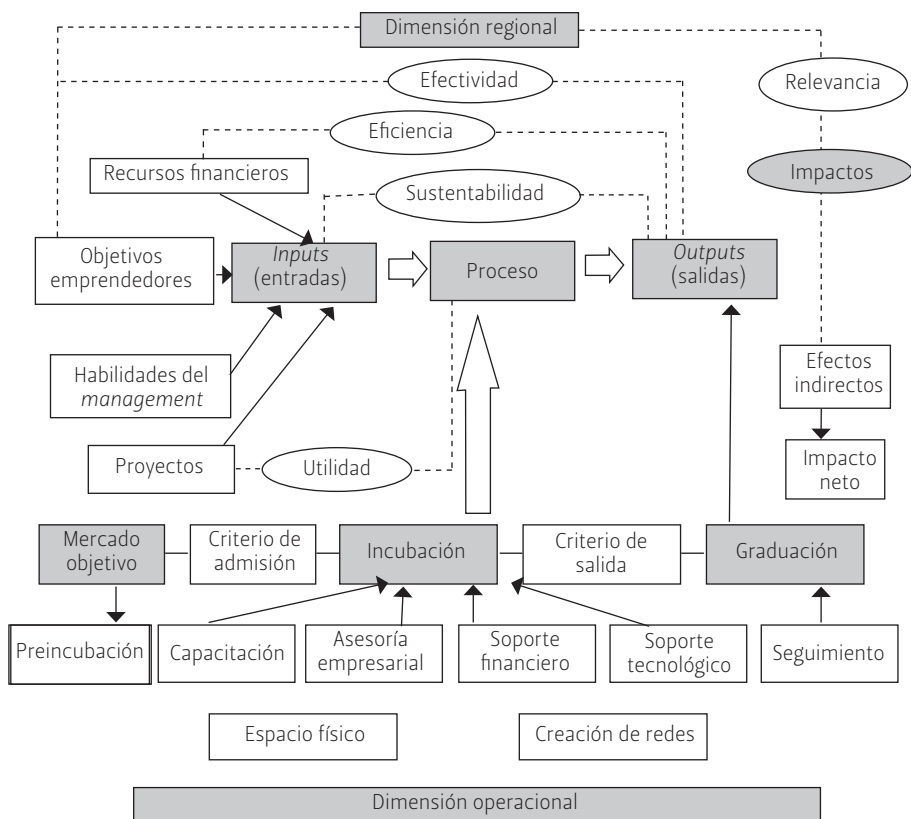 Dimensión regional
Efectividad
Relevancia
Eficiencia
Recursos financieros
Impactos
Sustentabilidad
Objetivos
emprendedores
Inputs
(entradas)
Proceso
Outputs
(salidas)
Habilidades del
management
Efectos
indirectos
Proyectos
Utilidad
Impacto
neto
Mercado
objetivo
Criterio de
admisión
Incubación
Criterio de
salida
Graduación
Preincubación
Capacitación
Asesoría
empresarial
Soporte
financiero
Soporte
tecnológico
Seguimiento
Espacio físico
Creación de redes
Dimensión operacional